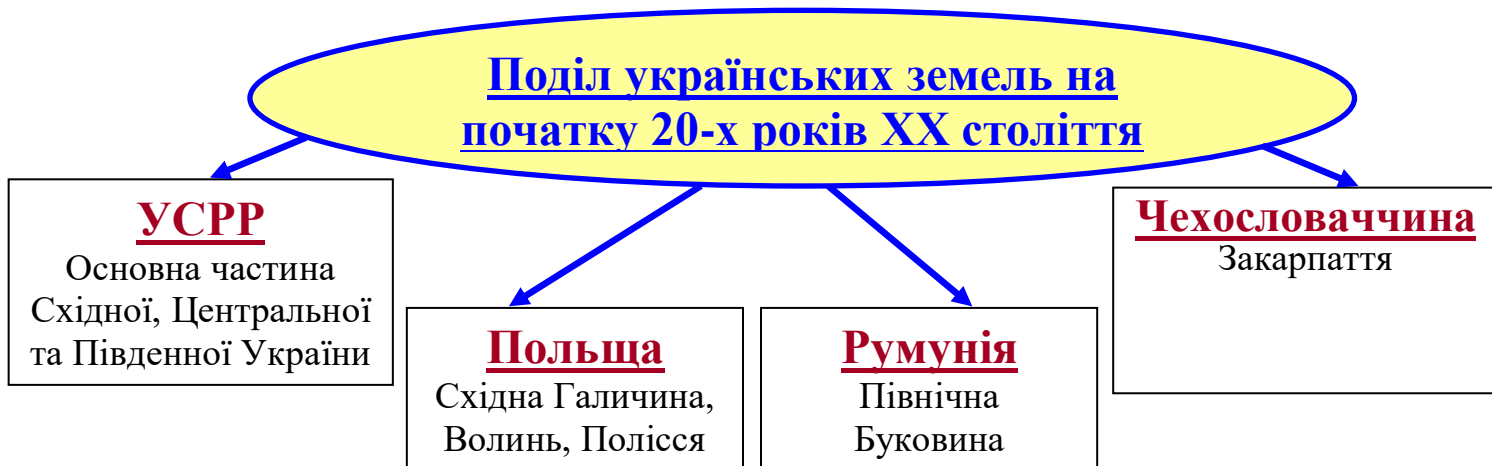 Поділ українських земель на
початку 20-х років ХХ століття
УСРР
Основна частина
Східної, Центральної
та Південної України
Польща
Східна Галичина,
Волинь, Полісся
Румунія
Північна
Буковина
Чехословаччина
Закарпаття